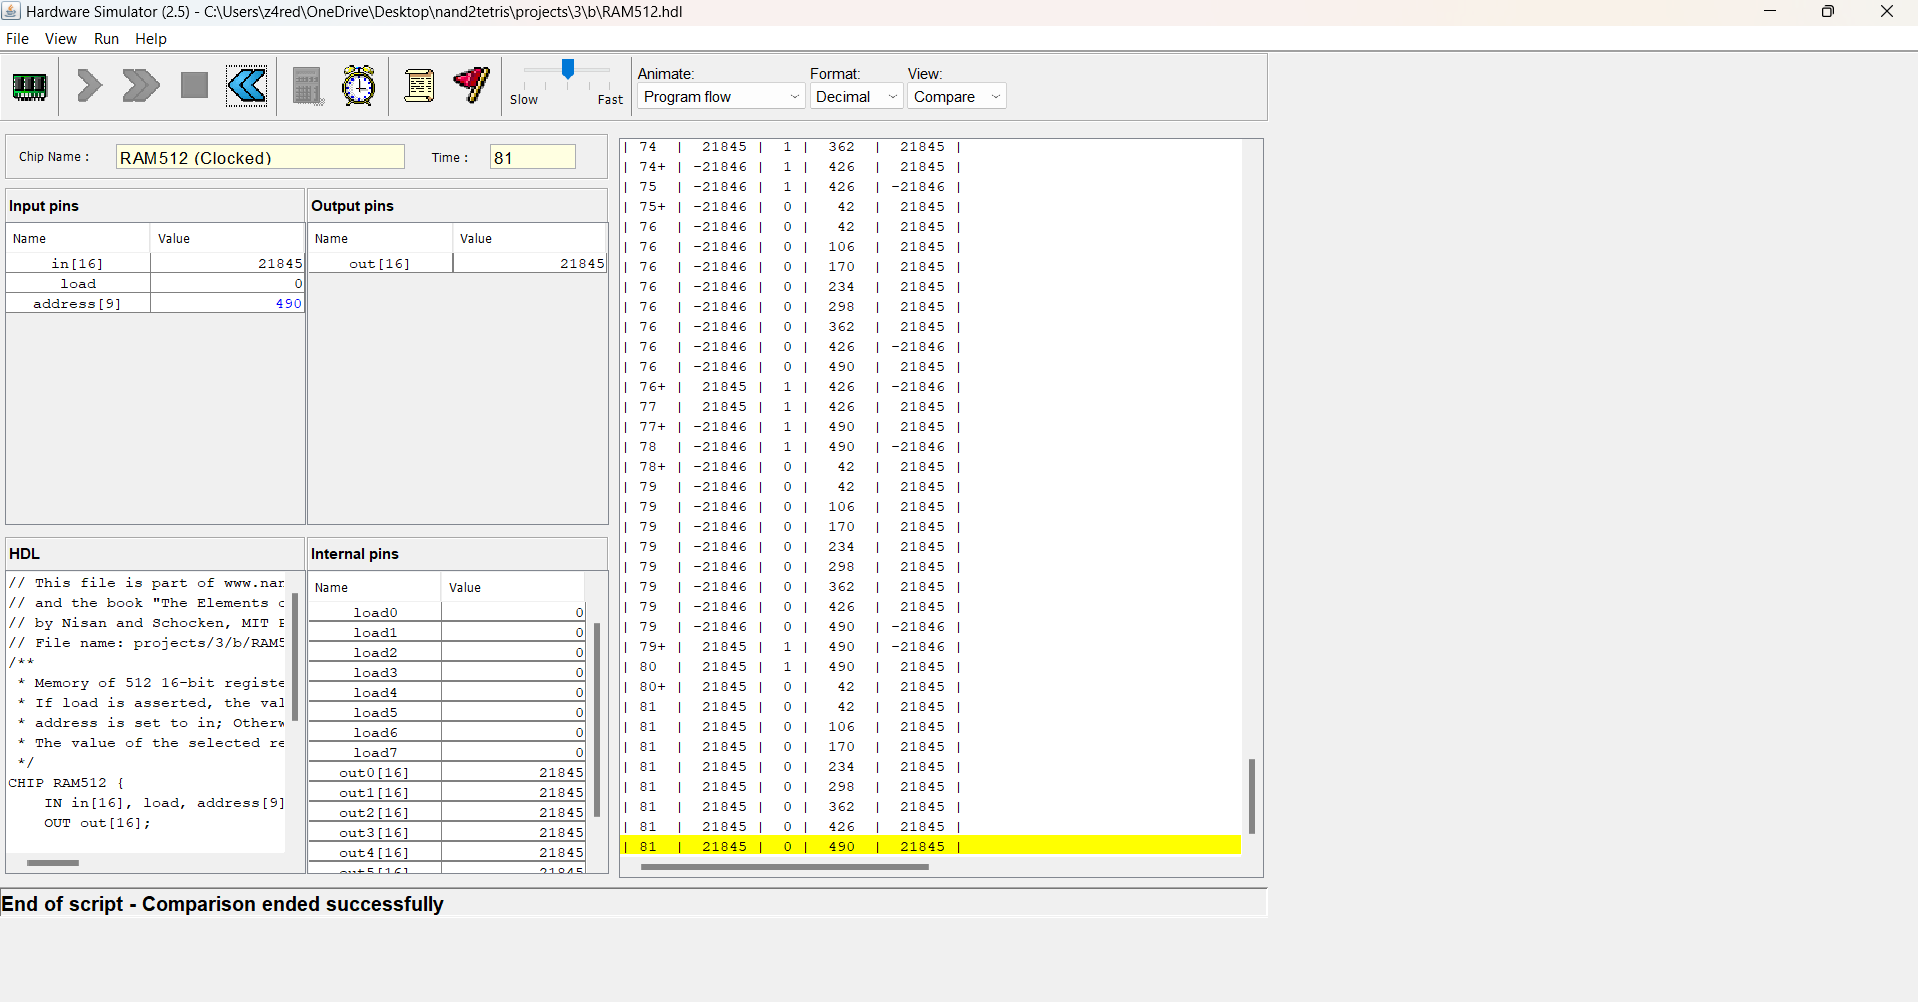 Hardware Simulator (2.5) - C:\Users\z4red\OneDrive\Desktop\nand2tetris\projects\3\b\RAM512.hdl
File View Run Help
Slow Fast
Animate: Format: View:
Program flow Decimal Compare
Chip Name : RAM512 (Clocked) Time : 81
Input pins
Name Value
in[16] 21845
load 0
address[9] 490
Output pins
Name Value
out[16] 21845
HDL
// This file is part of www.nan
// and the book "The Elements
// by Nisan and Schocken, MIT
// File name: projects/3/b/RAM5
/**
* Memory of 512 16-bit registe
* If load is asserted, the val
* address is set to in; Otherw
* The value of the selected re
*/
CHIP RAM512 {
IN in[16], load, address[9]
OUT out[16];
Internal pins
Name Value
load0 0
load1 0
load2 0
load3 0
load4 0
load5 0
load6 0
load7 0
out0[16] 21845
out1[16] 21845
out2[16] 21845
out3[16] 21845
out4[16] 21845
out5[16] 21845
| 74 | 21845 | 1 | 362 | 21845 |
| 74+ | -21846 | 1 | 426 | 21845 |
| 75 | -21846 | 1 | 426 | -21846 |
| 75+ | -21846 | 0 | 42 | 21845 |
| 76 | -21846 | 0 | 42 | 21845 |
| 76 | -21846 | 0 | 106 | 21845 |
| 76 | -21846 | 0 | 170 | 21845 |
| 76 | -21846 | 0 | 234 | 21845 |
| 76 | -21846 | 0 | 298 | 21845 |
| 76 | -21846 | 0 | 362 | 21845 |
| 76 | -21846 | 0 | 426 | -21846 |
| 76 | -21846 | 0 | 490 | 21845 |
| 76+ | 21845 | 1 | 426 | -21846 |
| 77 | 21845 | 1 | 426 | 21845 |
| 77+ | -21846 | 1 | 490 | 21845 |
| 78 | -21846 | 1 | 490 | -21846 |
| 78+ | -21846 | 0 | 42 | 21845 |
| 79 | -21846 | 0 | 42 | 21845 |
| 79 | -21846 | 0 | 106 | 21845 |
| 79 | -21846 | 0 | 170 | 21845 |
| 79 | -21846 | 0 | 234 | 21845 |
| 79 | -21846 | 0 | 298 | 21845 |
| 79 | -21846 | 0 | 362 | 21845 |
| 79 | -21846 | 0 | 426 | 21845 |
| 79 | -21846 | 0 | 490 | -21846 |
| 79+ | 21845 | 1 | 490 | -21846 |
| 80 | 21845 | 1 | 490 | 21845 |
| 80+ | 21845 | 0 | 42 | 21845 |
| 81 | 21845 | 0 | 42 | 21845 |
| 81 | 21845 | 0 | 106 | 21845 |
| 81 | 21845 | 0 | 170 | 21845 |
| 81 | 21845 | 0 | 234 | 21845 |
| 81 | 21845 | 0 | 298 | 21845 |
| 81 | 21845 | 0 | 362 | 21845 |
| 81 | 21845 | 0 | 426 | 21845 |
| 81 | 21845 | 0 | 490 | 21845 |
End of script - Comparison ended successfully